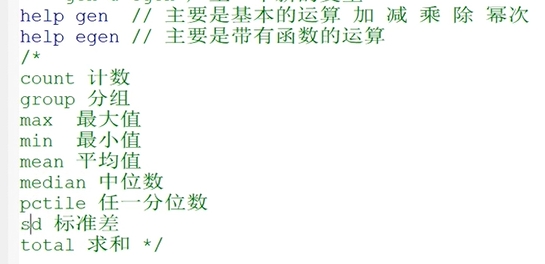 help gen // 主要是基本的运算 加 减 乘 除 幂次
help egen // 主要是带有函数的运算
/*
count 计数
group 分组
max 最大值
min 最小值
mean 平均值
median 中位数
pctile 任一分位数
sd 标准差
total 求和 */